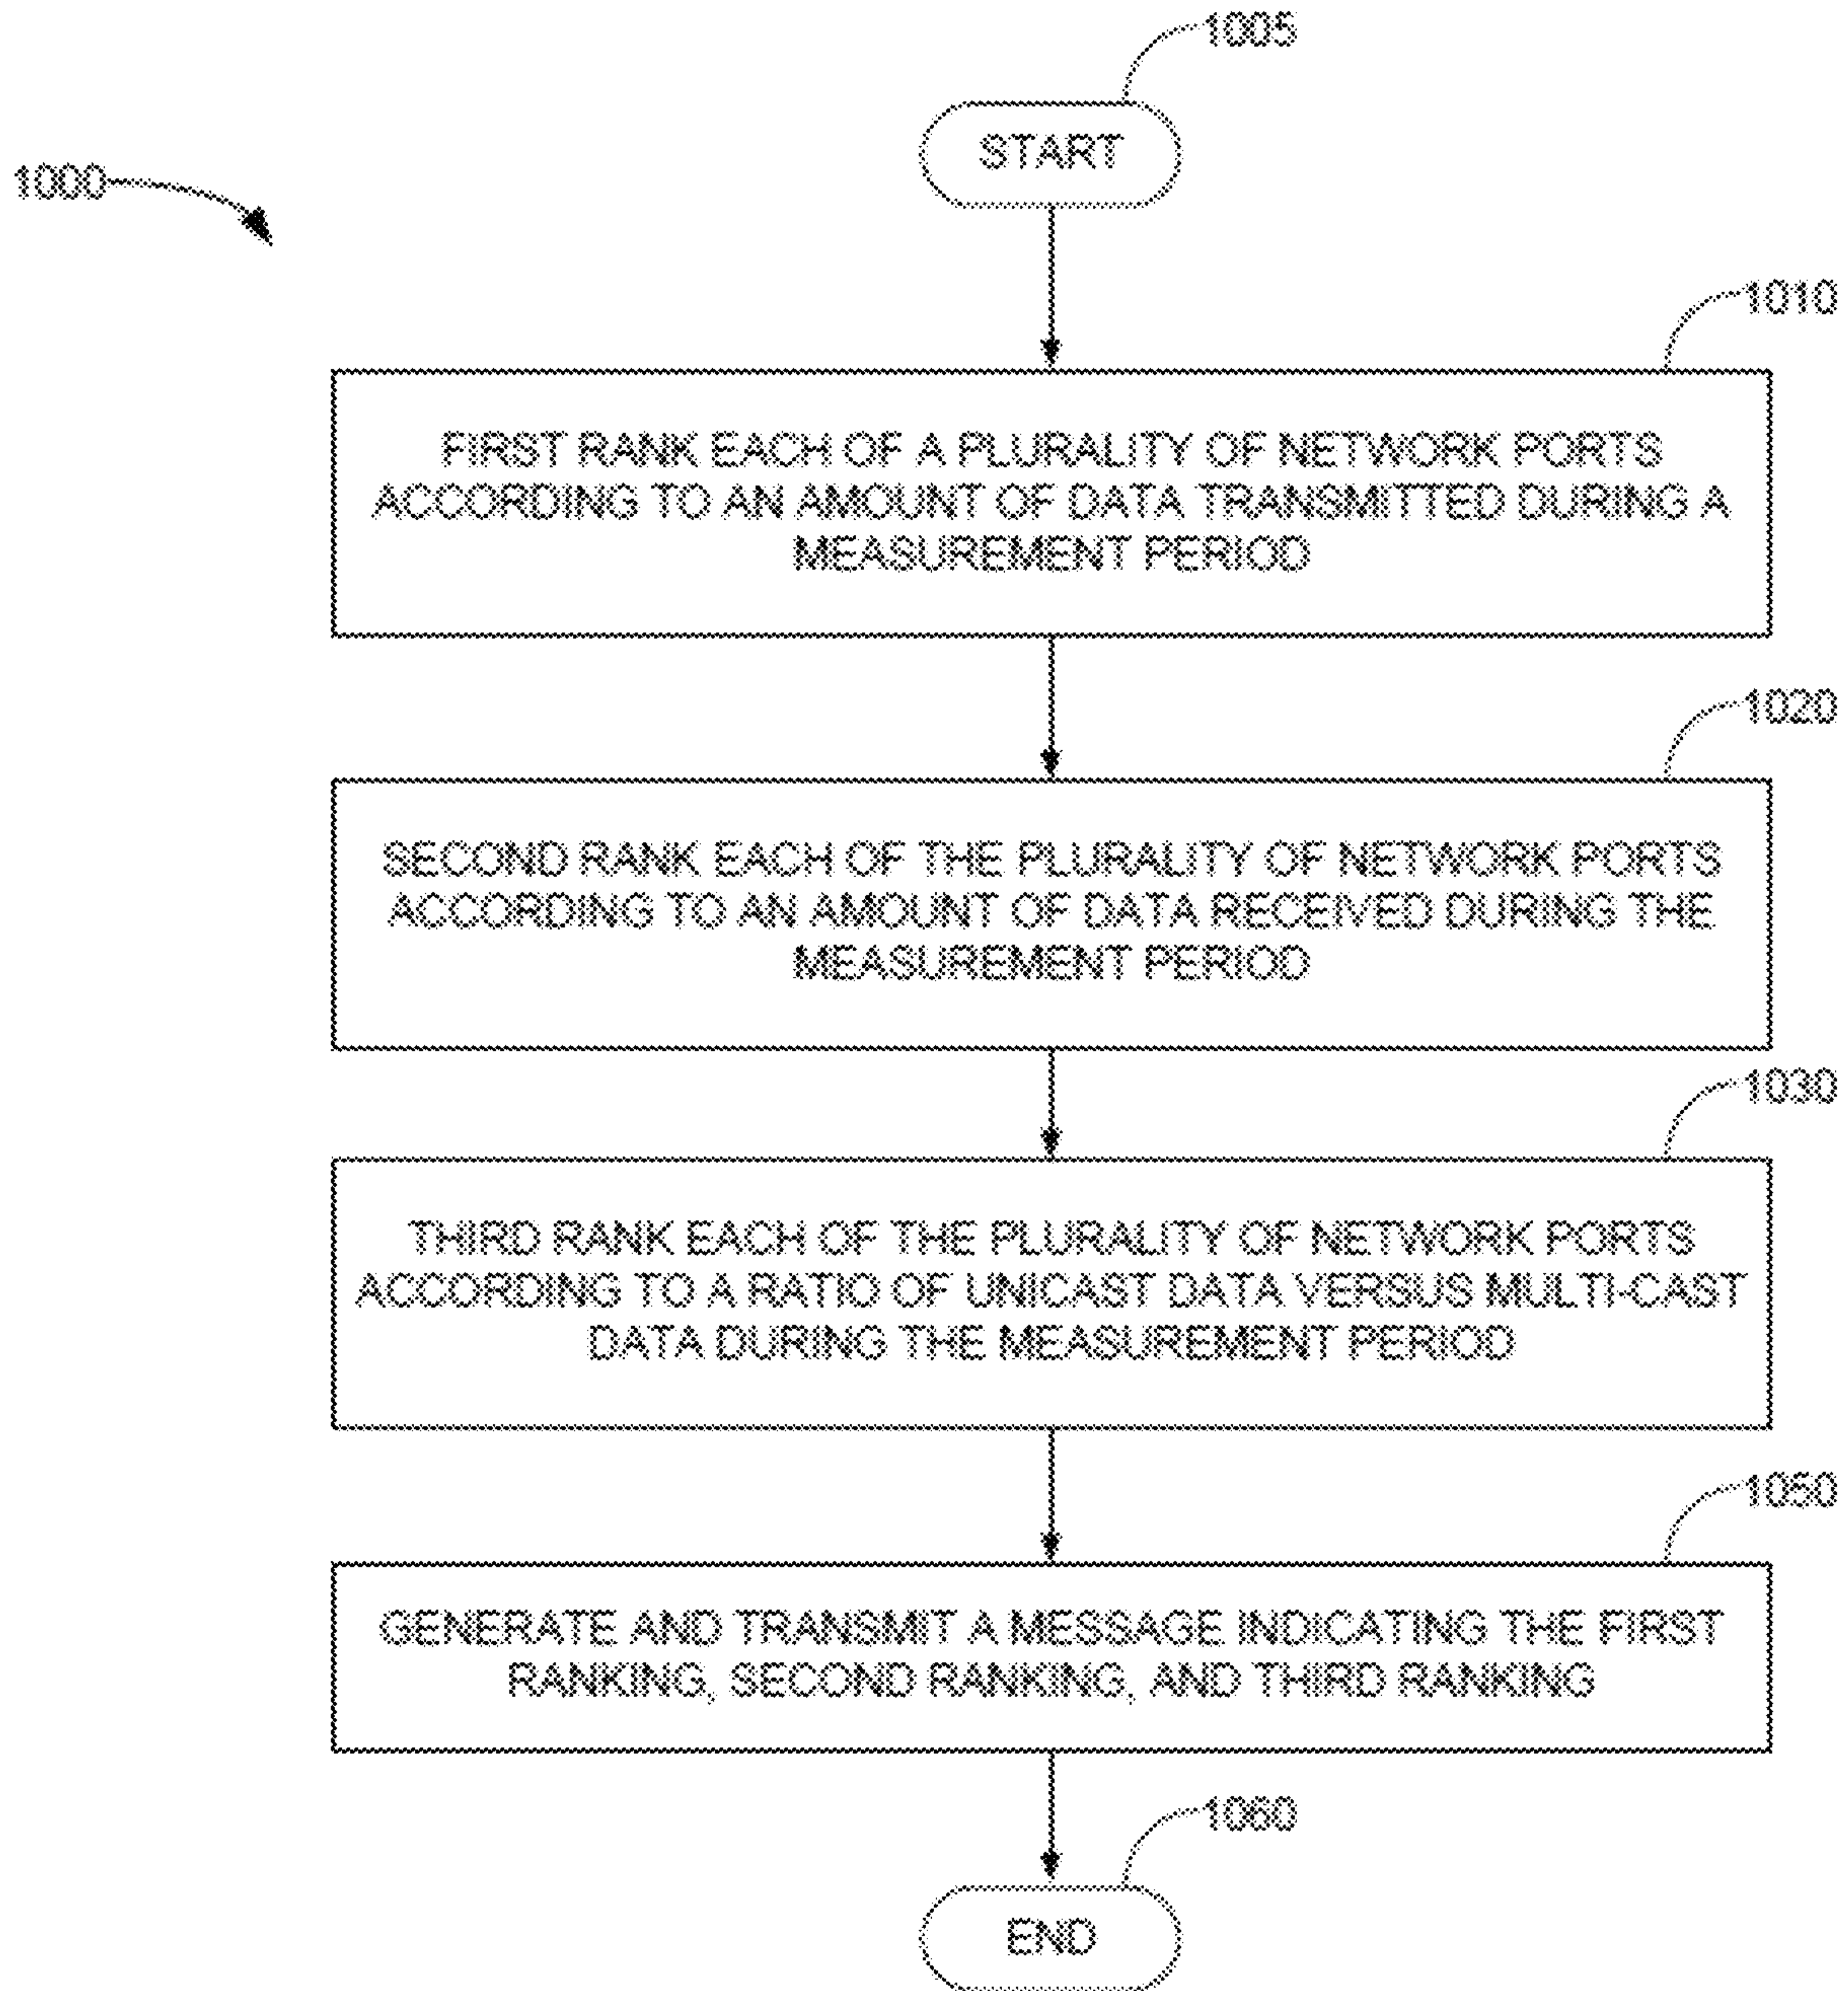 1005
START
1000
1010
FIRST RANK EACH OF A PLURALITY OF NETWORK PORTS
ACCORDING TO AN AMOUNT OF DATA TRANSMITTED DURING A
MEASUREMENT PERIOD
1020
SECOND RANK EACH OF THE PLURALITY OF NETWORK PORTS
ACCORDING TO AN AMOUNT OF DATA RECEIVED DURING THE
MEASUREMENT PERIOD
1030
THIRD RANK EACH OF THE PLURALITY OF NETWORK PORTS
ACCORDING TO A RATIO OF UNICAST DATA VERSUS MULTI-CAST
DATA DURING THE MEASUREMENT PERIOD
1050
GENERATE AND TRANSMIT A MESSAGE INDICATING THE FIRST
RANKING, SECOND RANKING, AND THIRD RANKING
1060
END